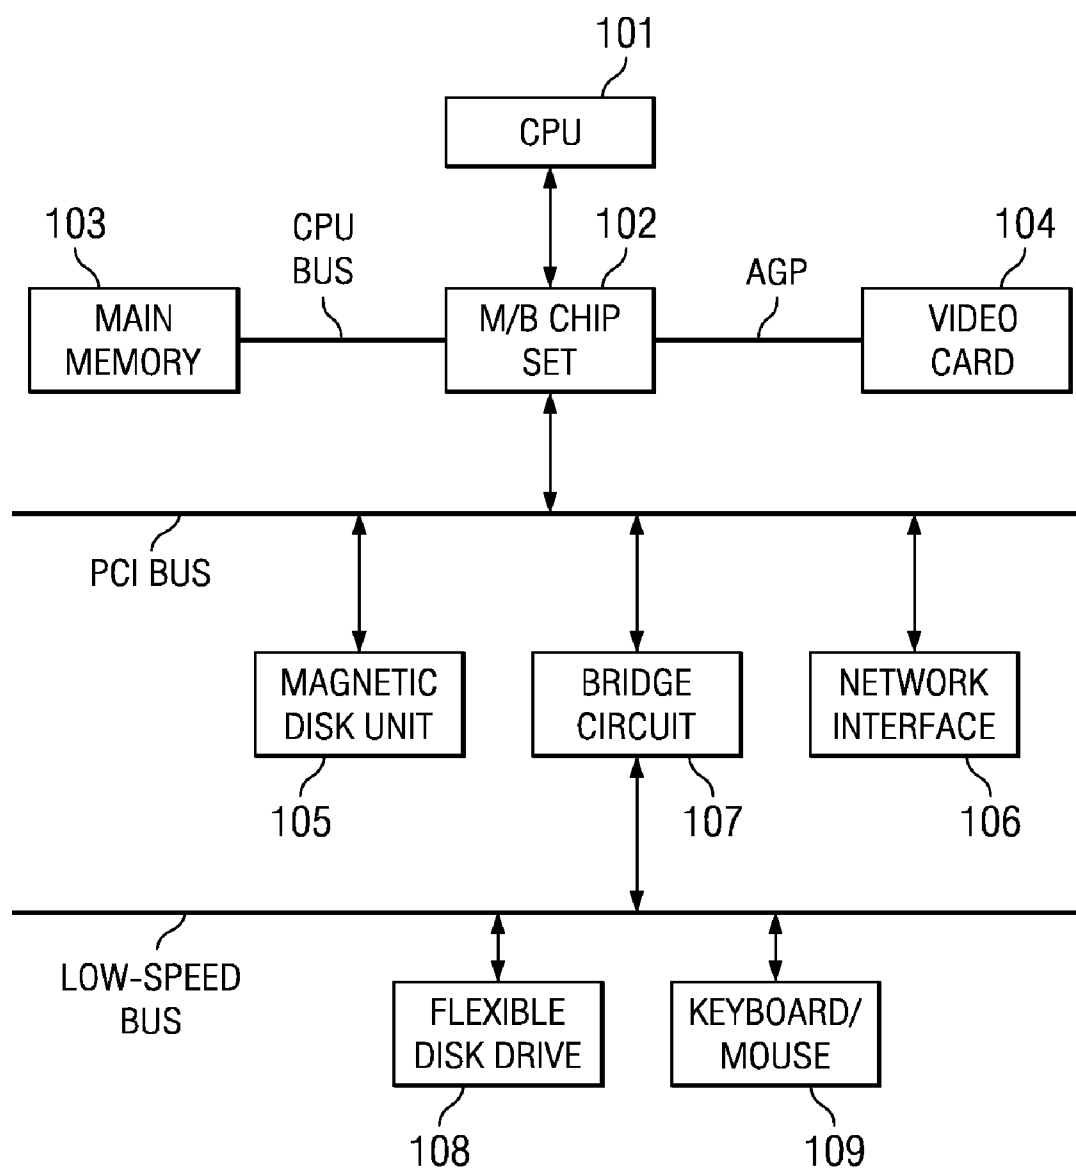 101
CPU
103
CPU
BUS
102
AGP
104
MAIN
MEMORY
M/B CHIP
SET
VIDEO
CARD
PCI BUS
MAGNETIC
DISK UNIT
BRIDGE
CIRCUIT
NETWORK
INTERFACE
105
107
106
LOW-SPEED
BUS
FLEXIBLE
DISK DRIVE
KEYBOARD/
MOUSE
108
109